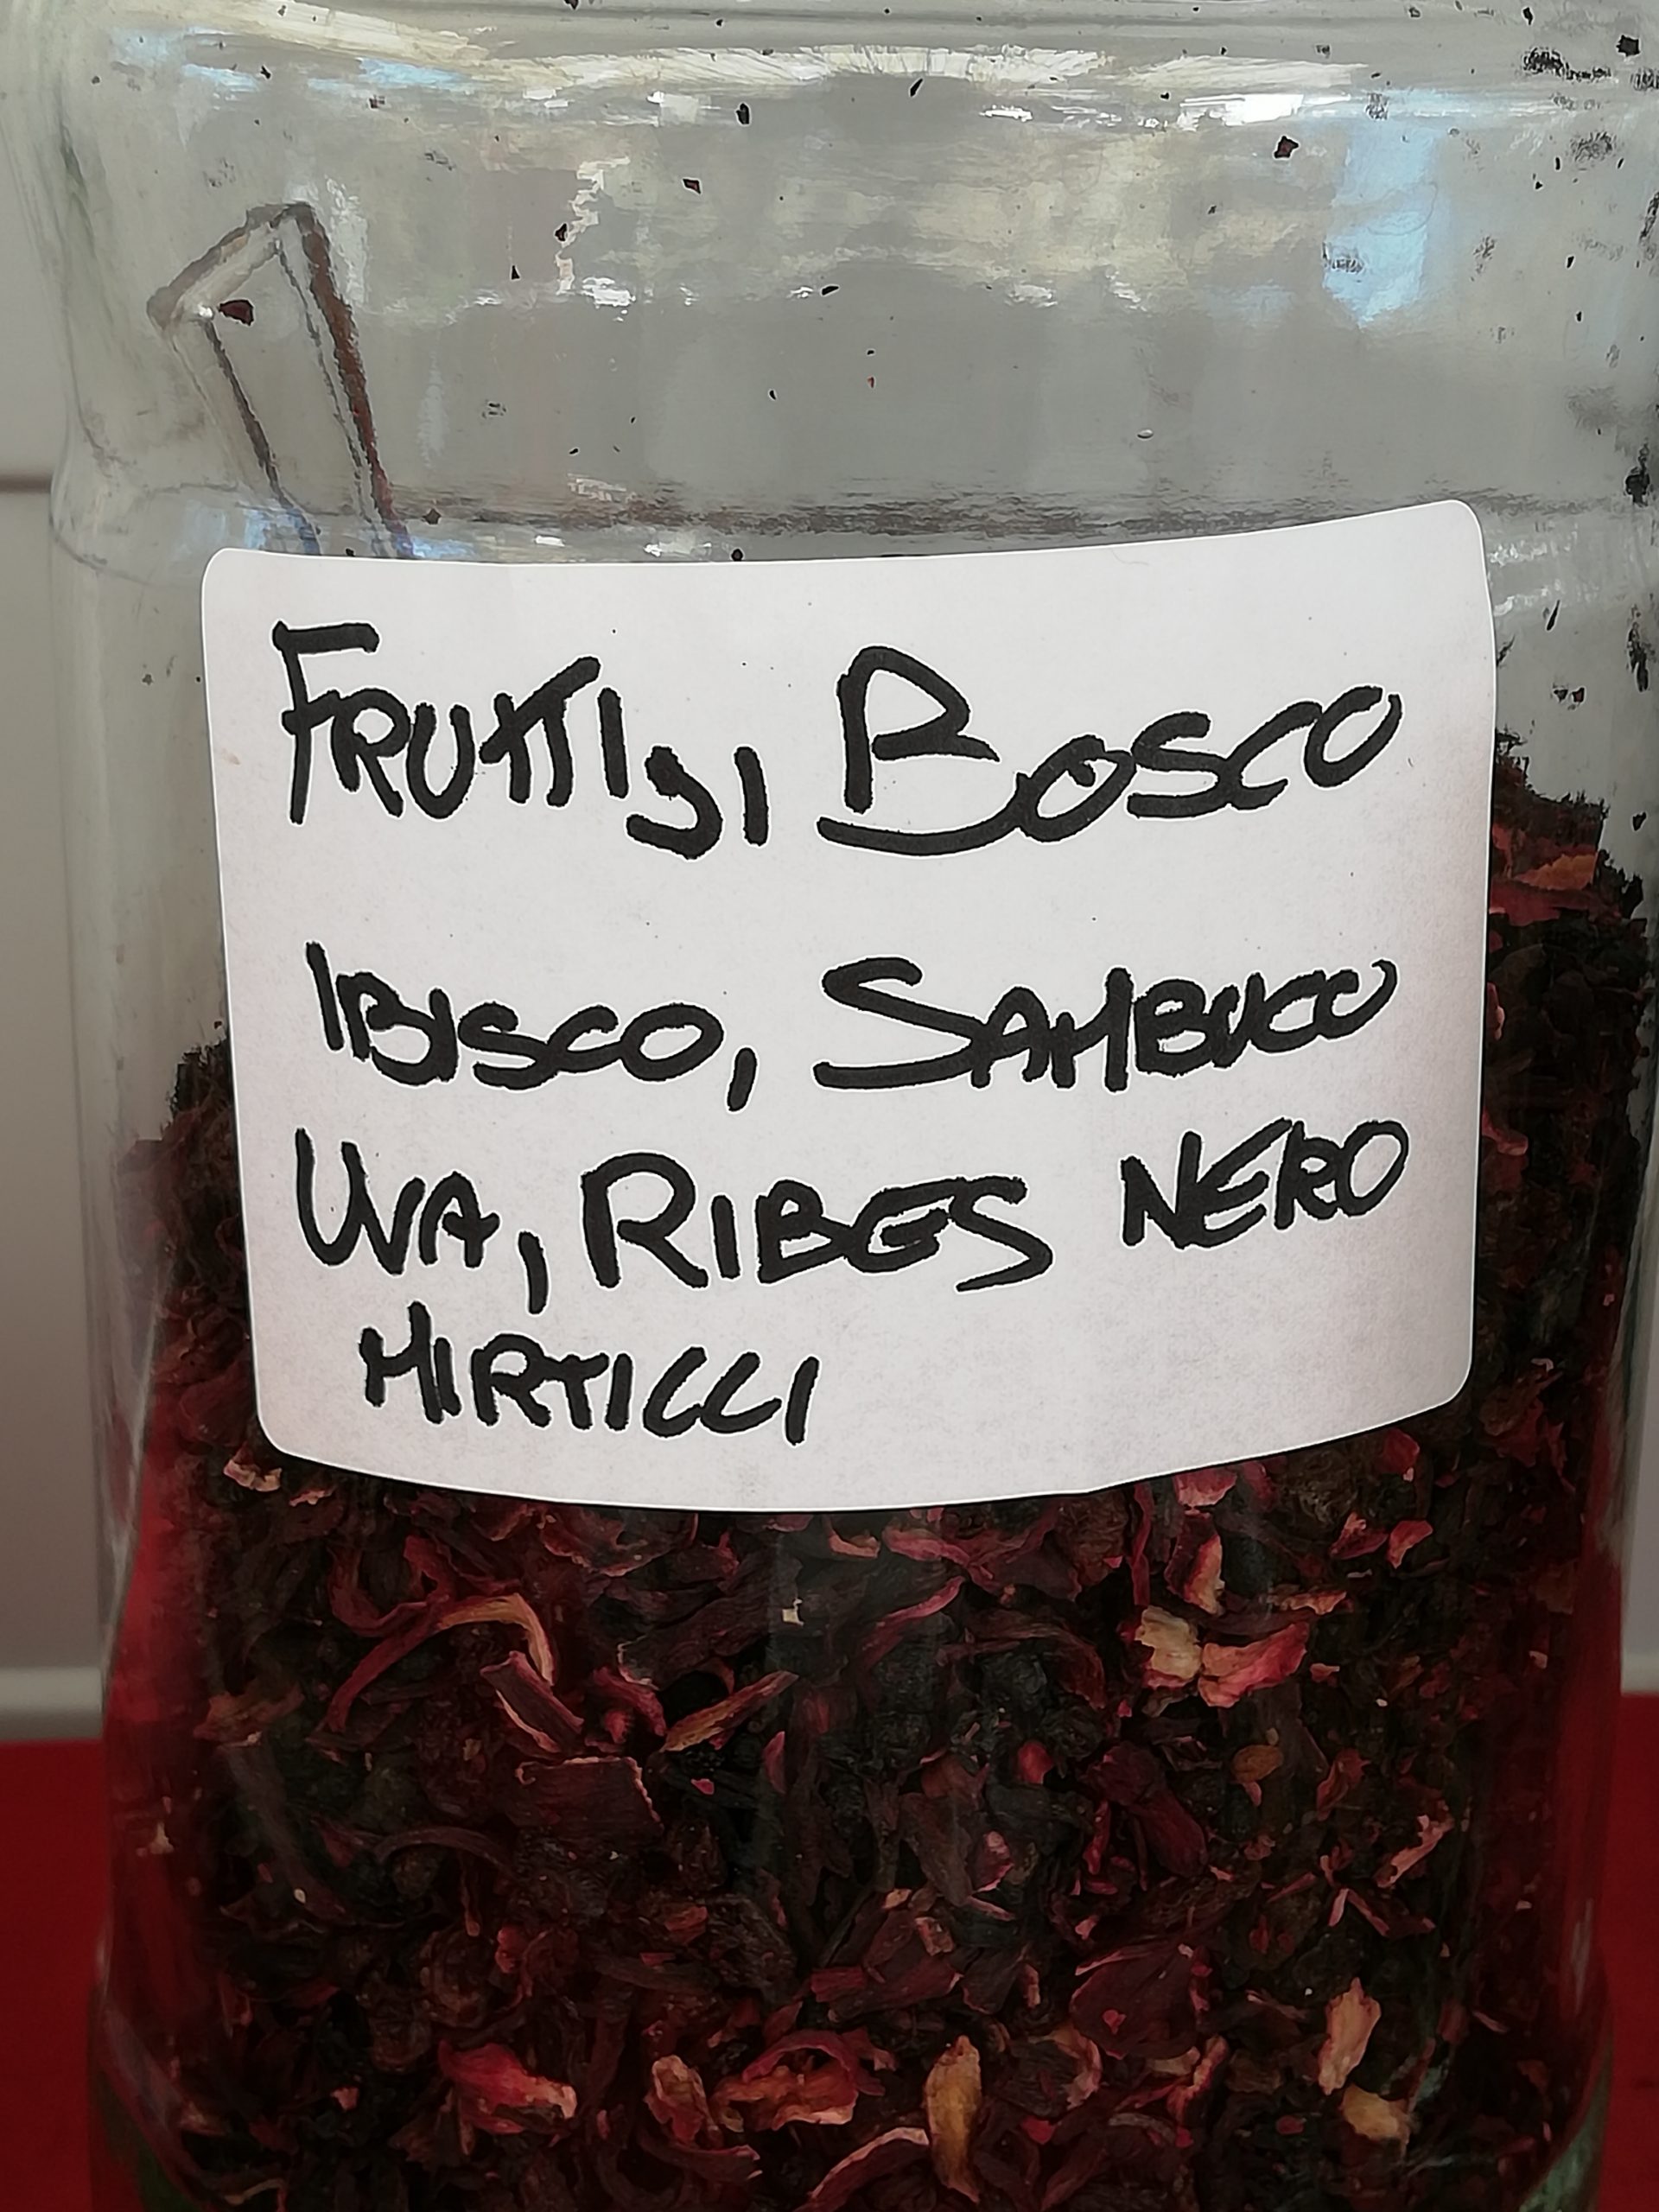 FRUTTI DI BOSCO
IBISCO, SAMBUCO
UVA, RIBES NERO
MIRTILLI